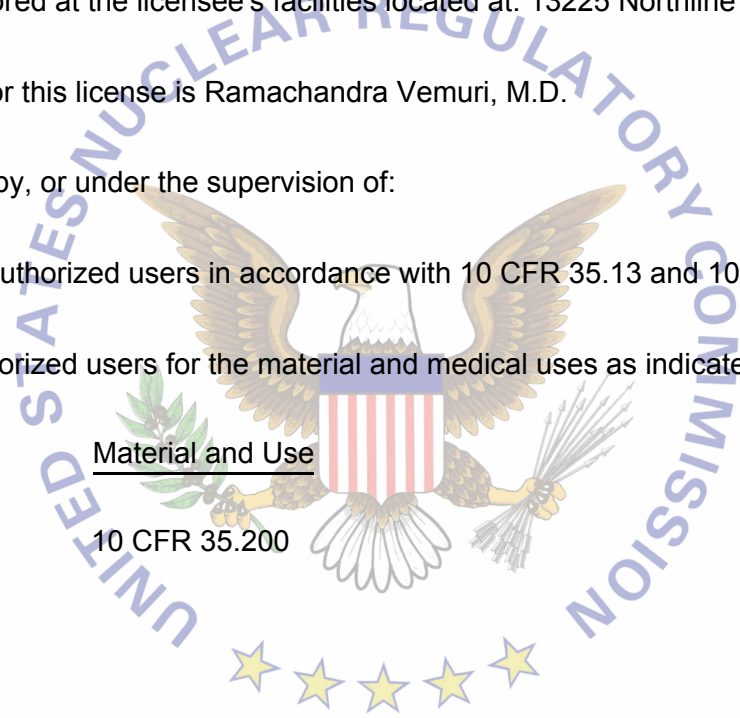 ored at the licensee's facilities located at: 13225 Northline
or this license is Ramachandra Vemuri, M.D.
by, or under the supervision of:
uthorized users in accordance with 10 CFR 35.13 and 10
orized users for the material and medical uses as indicate
Material and Use
10 CFR 35.200
UNITED STATES NUCLEAR REGULATORY COMMISSION